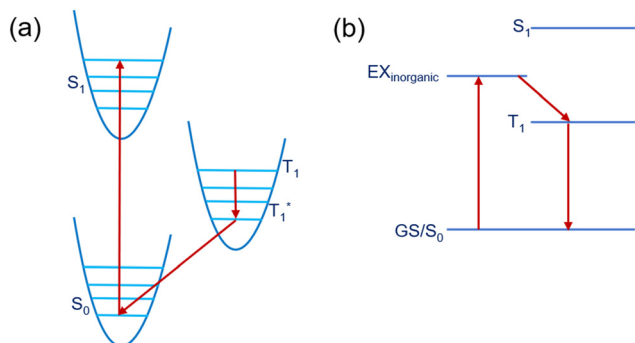 (a)
S1
T1
T1*
S0
(b)
S1
EXinorganic
T1
GS/S0